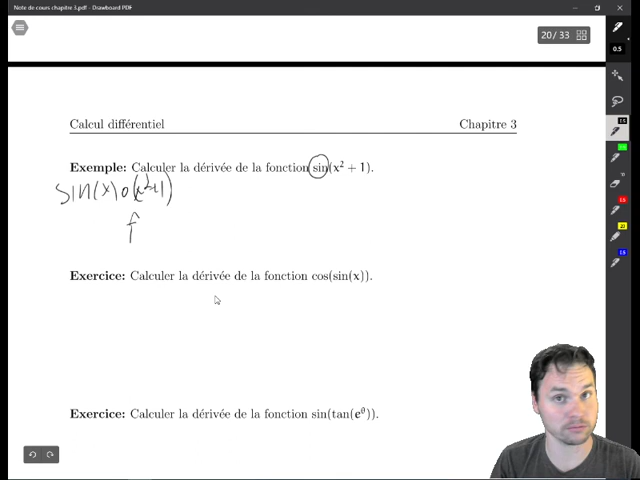 Note de cours chapitre 3.pdf - Drawboard PDF
20/33
0.5
Calcul différentiel Chapitre 3
Exemple: Calculer la dérivée de la fonction sin(x² + 1).
sin(x) o (x²+1)
f
Exercice: Calculer la dérivée de la fonction cos(sin(x)).
Exercice: Calculer la dérivée de la fonction sin(tan(e^θ)).